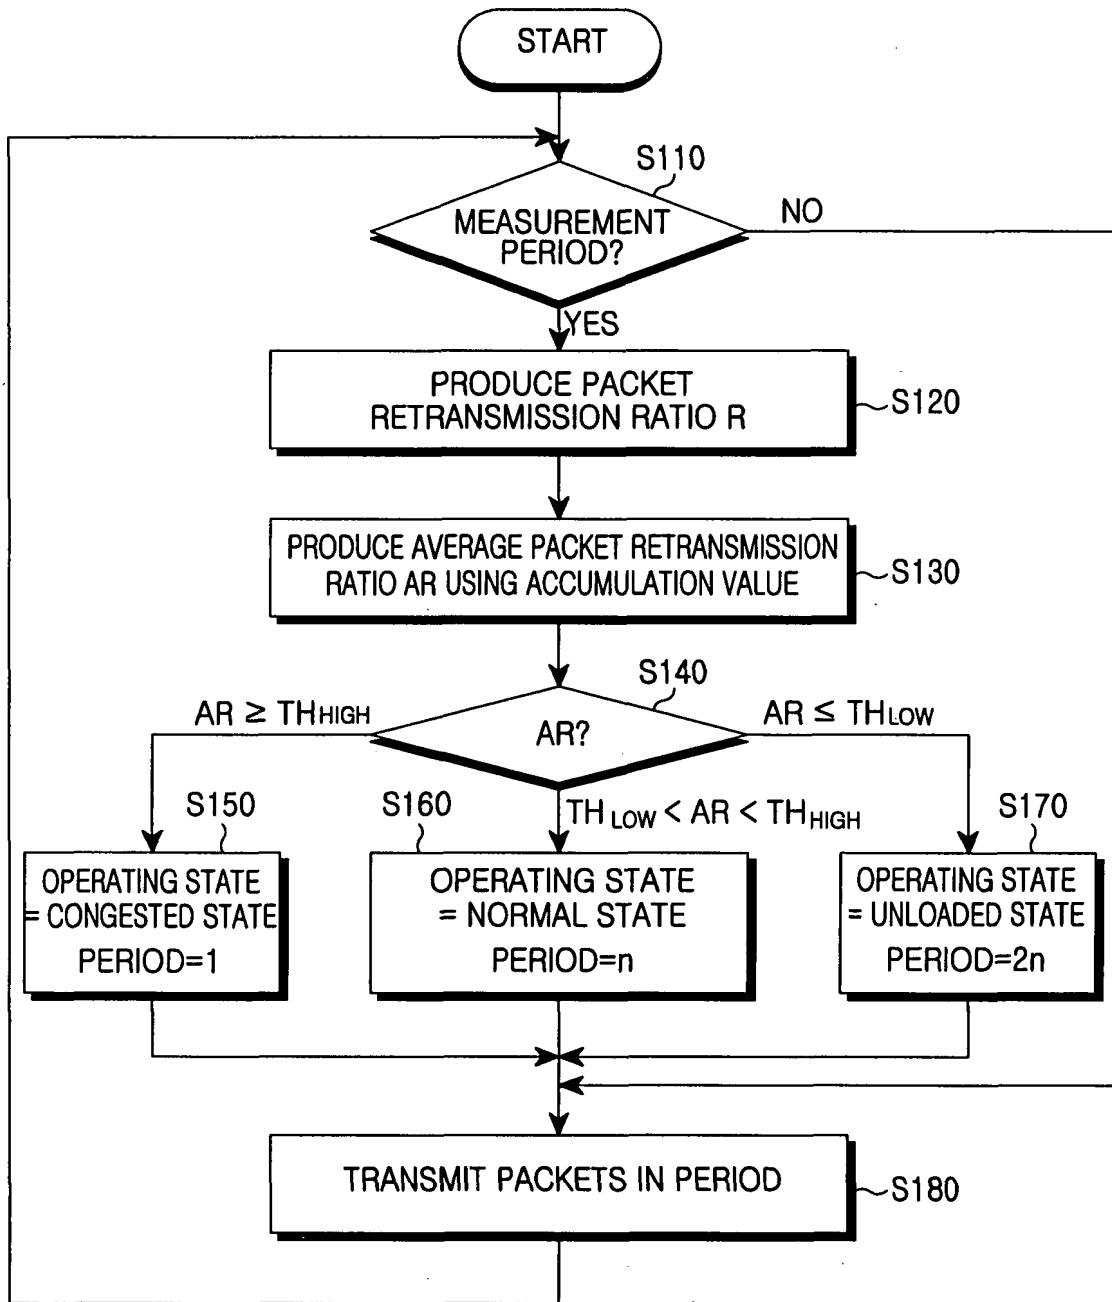 START
S110
MEASUREMENT
PERIOD?
NO
YES
PRODUCE PACKET
RETRANSMISSION RATIO R
S120
PRODUCE AVERAGE PACKET RETRANSMISSION
RATIO AR USING ACCUMULATION VALUE
S130
S140
AR ≥ THHIGH
AR?
AR ≤ THLOW
TH LOW < AR < THHIGH
S150
S160
S170
OPERATING STATE
= CONGESTED STATE
PERIOD=1
OPERATING STATE
= NORMAL STATE
PERIOD=n
OPERATING STATE
= UNLOADED STATE
PERIOD=2n
TRANSMIT PACKETS IN PERIOD
S180